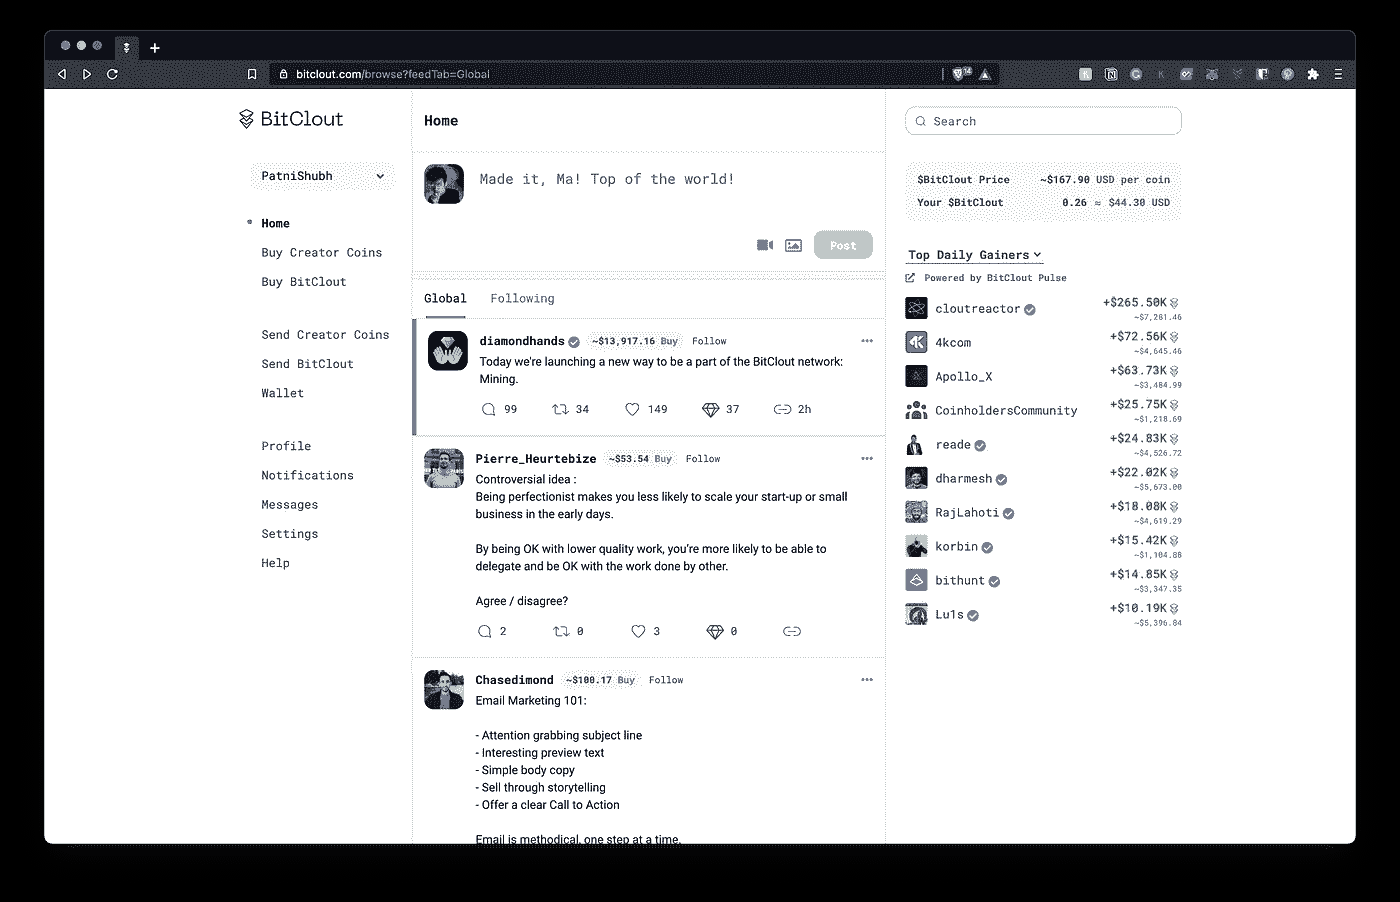 bitclout.com/browse?feedTab=Global
14
BitClout
PatniShubh
Home
Buy Creator Coins
Buy BitClout
Send Creator Coins
Send BitClout
Wallet
Profile
Notifications
Messages
Settings
Help
Home
Made it, Ma! Top of the world!
Post
Global Following
diamondhands ~$13,917.16 Buy Follow
Today we're launching a new way to be a part of the BitClout network:
Mining.
99 34 149 37 2h
Pierre_Heurtebize ~$53.54 Buy Follow
Controversial idea :
Being perfectionist makes you less likely to scale your start-up or small
business in the early days.
By being OK with lower quality work, you're more likely to be able to
delegate and be OK with the work done by other.
Agree / disagree?
2 0 3 0
Chasedimond ~$100.17 Buy Follow
Email Marketing 101:
- Attention grabbing subject line
- Interesting preview text
- Simple body copy
- Sell through storytelling
- Offer a clear Call to Action
Email is methodical, one step at a time.
Search
$BitClout Price ~$167.90 USD per coin
Your $BitClout 0.26 ≈ $44.30 USD
Top Daily Gainers
Powered by BitClout Pulse
cloutreactor +$265.50K
~$7,261.46
4kcom +$72.56K
~$4,645.46
Apollo_X +$63.73K
~$3,484.99
CoinholdersCommunity +$25.75K
~$1,218.69
reade +$24.83K
~$4,526.72
dharmesh +$22.02K
~$5,673.00
RajLahoti +$18.08K
~$4,619.29
korbin +$15.42K
~$1,104.88
bithunt +$14.85K
~$3,347.35
Lu1s +$10.19K
~$5,396.84